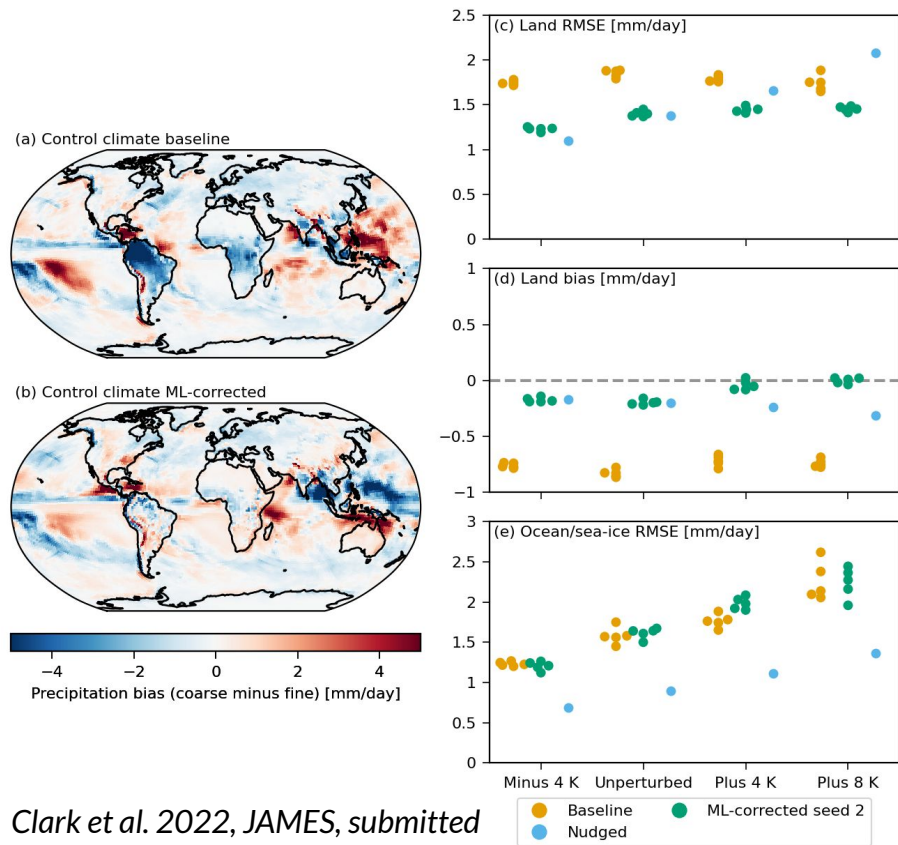 (a) Control climate baseline
(b) Control climate ML-corrected
−4 −2 0 2 4
Precipitation bias (coarse minus fine) [mm/day]
Clark et al. 2022, JAMES, submitted
(c) Land RMSE [mm/day]
2.5
2
1.5
1
0.5
0
(d) Land bias [mm/day]
1
0.5
0
−0.5
−1
(e) Ocean/sea-ice RMSE [mm/day]
3
2.5
2
1.5
1
0.5
0
Minus 4 K Unperturbed Plus 4 K Plus 8 K
Baseline ML-corrected seed 2
Nudged